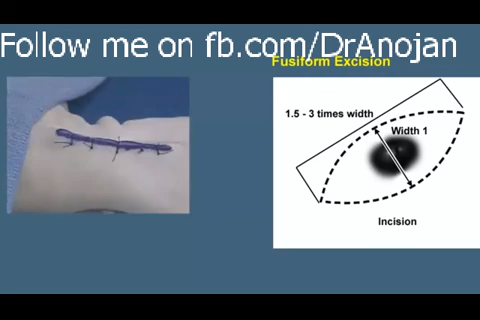 Follow me on fb.com/DrAnojan
Fusiform Excision
1.5 - 3 times width
Width 1
Incision